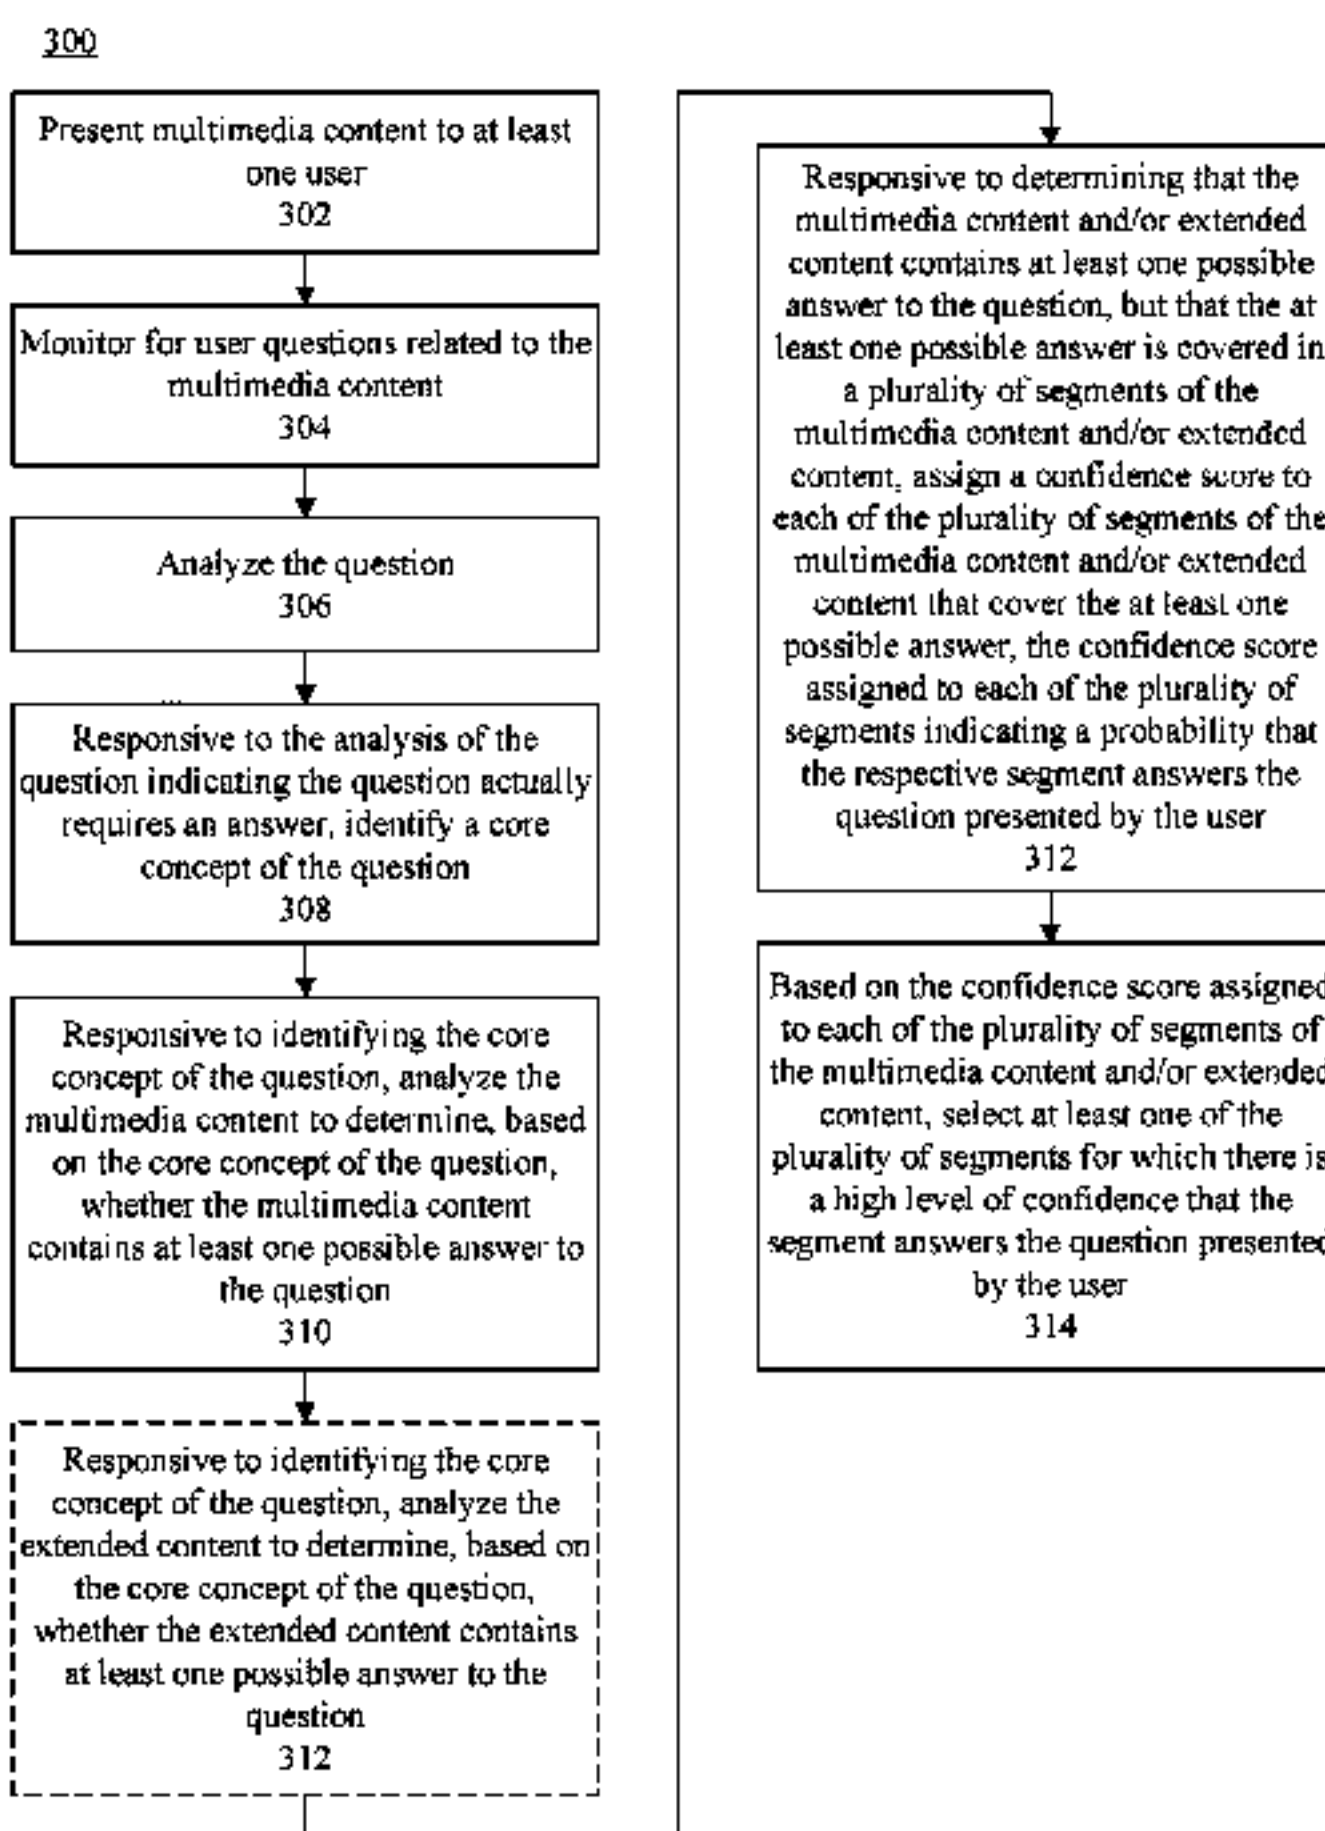 300
Present multimedia content to at least
one user
302
Monitor for user questions related to the
multimedia content
304
Analyze the question
306
...
Responsive to the analysis of the
question indicating the question actually
requires an answer, identify a core
concept of the question
308
Responsive to identifying the core
concept of the question, analyze the
multimedia content to determine, based
on the core concept of the question,
whether the multimedia content
contains at least one possible answer to
the question
310
Responsive to identifying the core
concept of the question, analyze the
extended content to determine, based on
the core concept of the question,
whether the extended content contains
at least one possible answer to the
question
312
Responsive to determining that the
multimedia content and/or extended
content contains at least one possible
answer to the question, but that the at
least one possible answer is covered in
a plurality of segments of the
multimedia content and/or extended
content, assign a confidence score to
each of the plurality of segments of the
multimedia content and/or extended
content that cover the at least one
possible answer, the confidence score
assigned to each of the plurality of
segments indicating a probability that
the respective segment answers the
question presented by the user
312
Based on the confidence score assigned
to each of the plurality of segments of
the multimedia content and/or extended
content, select at least one of the
plurality of segments for which there is
a high level of confidence that the
segment answers the question presented
by the user
314